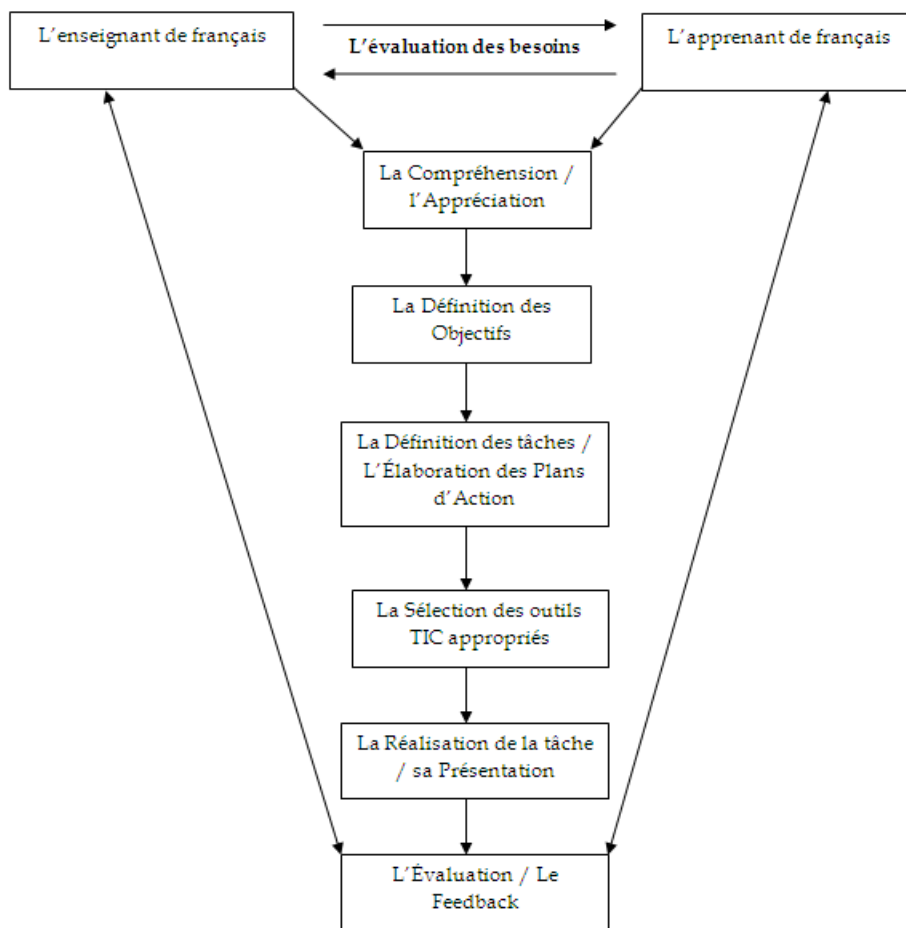 L'enseignant de français
L'évaluation des besoins
L'apprenant de français
La Compréhension /
l'Appréciation
La Définition des
Objectifs
La Définition des tâches /
L'Élaboration des Plans
d'Action
La Sélection des outils
TIC appropriés
La Réalisation de la tâche
/ sa Présentation
L'Évaluation / Le
Feedback